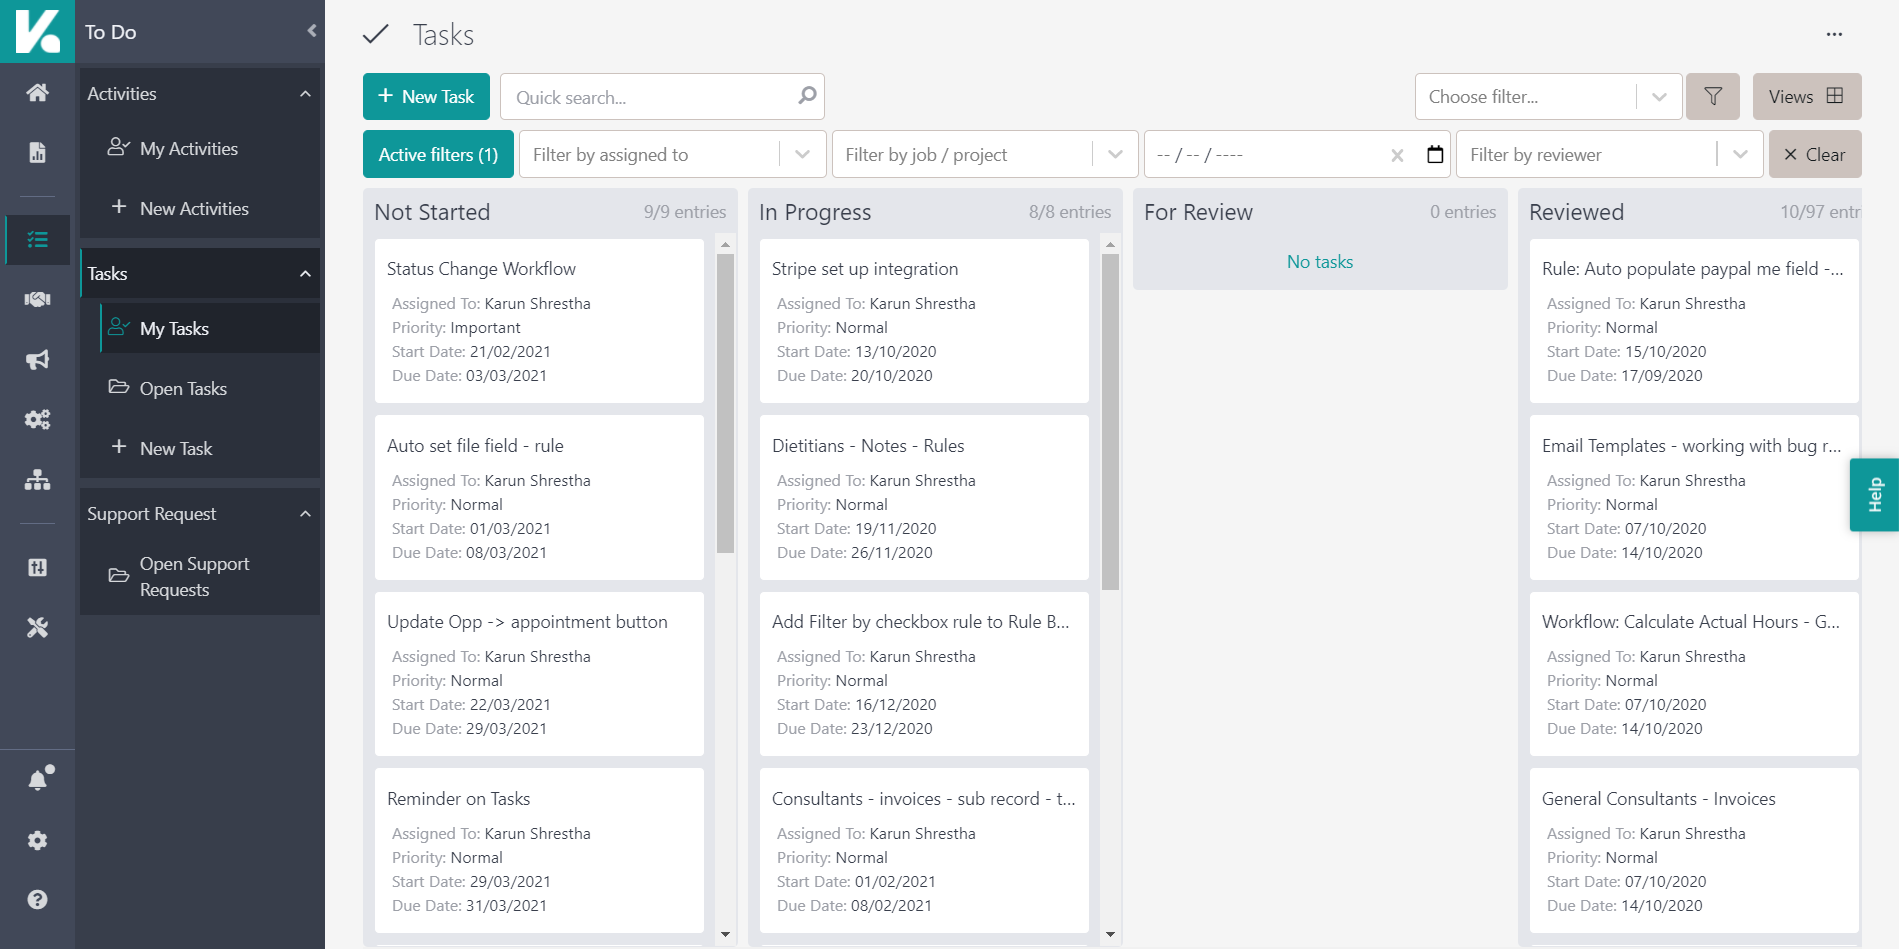 To Do
Activities
My Activities
New Activities
Tasks
My Tasks
Open Tasks
New Task
Support Request
Open Support
Requests
Tasks
...
+ New Task
Quick search...
Choose filter...
Views
Active filters (1)
Filter by assigned to
Filter by job / project
-- / -- / ----
Filter by reviewer
Clear
Not Started
9/9 entries
Status Change Workflow
Assigned To: Karun Shrestha
Priority: Important
Start Date: 21/02/2021
Due Date: 03/03/2021
Auto set file field - rule
Assigned To: Karun Shrestha
Priority: Normal
Start Date: 01/03/2021
Due Date: 08/03/2021
Update Opp -> appointment button
Assigned To: Karun Shrestha
Priority: Normal
Start Date: 22/03/2021
Due Date: 29/03/2021
Reminder on Tasks
Assigned To: Karun Shrestha
Priority: Normal
Start Date: 29/03/2021
Due Date: 31/03/2021
In Progress
8/8 entries
Stripe set up integration
Assigned To: Karun Shrestha
Priority: Normal
Start Date: 13/10/2020
Due Date: 20/10/2020
Dietitians - Notes - Rules
Assigned To: Karun Shrestha
Priority: Normal
Start Date: 19/11/2020
Due Date: 26/11/2020
Add Filter by checkbox rule to Rule B...
Assigned To: Karun Shrestha
Priority: Normal
Start Date: 16/12/2020
Due Date: 23/12/2020
Consultants - invoices - sub record - t...
Assigned To: Karun Shrestha
Priority: Normal
Start Date: 01/02/2021
Due Date: 08/02/2021
For Review
0 entries
No tasks
Reviewed
10/97 entr
Rule: Auto populate paypal me field -...
Assigned To: Karun Shrestha
Priority: Normal
Start Date: 15/10/2020
Due Date: 17/09/2020
Email Templates - working with bug r...
Assigned To: Karun Shrestha
Priority: Normal
Start Date: 07/10/2020
Due Date: 14/10/2020
Workflow: Calculate Actual Hours - G...
Assigned To: Karun Shrestha
Priority: Normal
Start Date: 07/10/2020
Due Date: 14/10/2020
General Consultants - Invoices
Assigned To: Karun Shrestha
Priority: Normal
Start Date: 07/10/2020
Due Date: 14/10/2020
Help